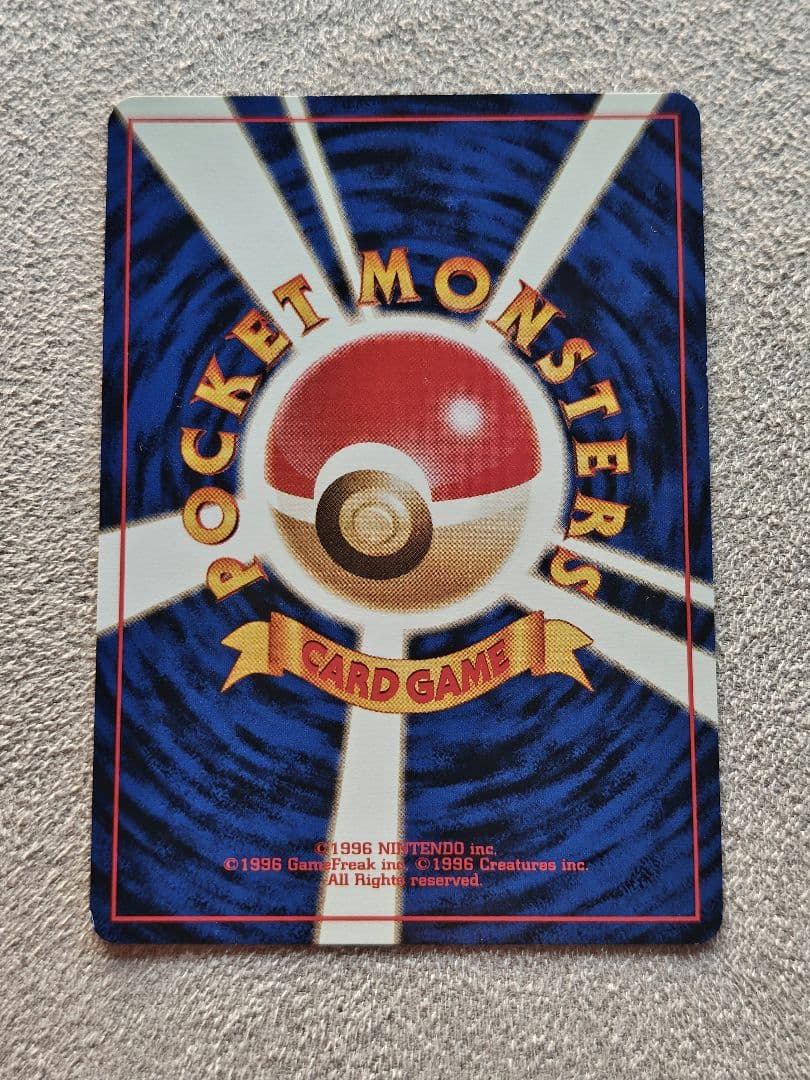 POCKET MONSTERS
CARD GAME
©1996 NINTENDO inc.
©1996 GameFreak inc. ©1996 Creatures inc.
All Rights reserved.